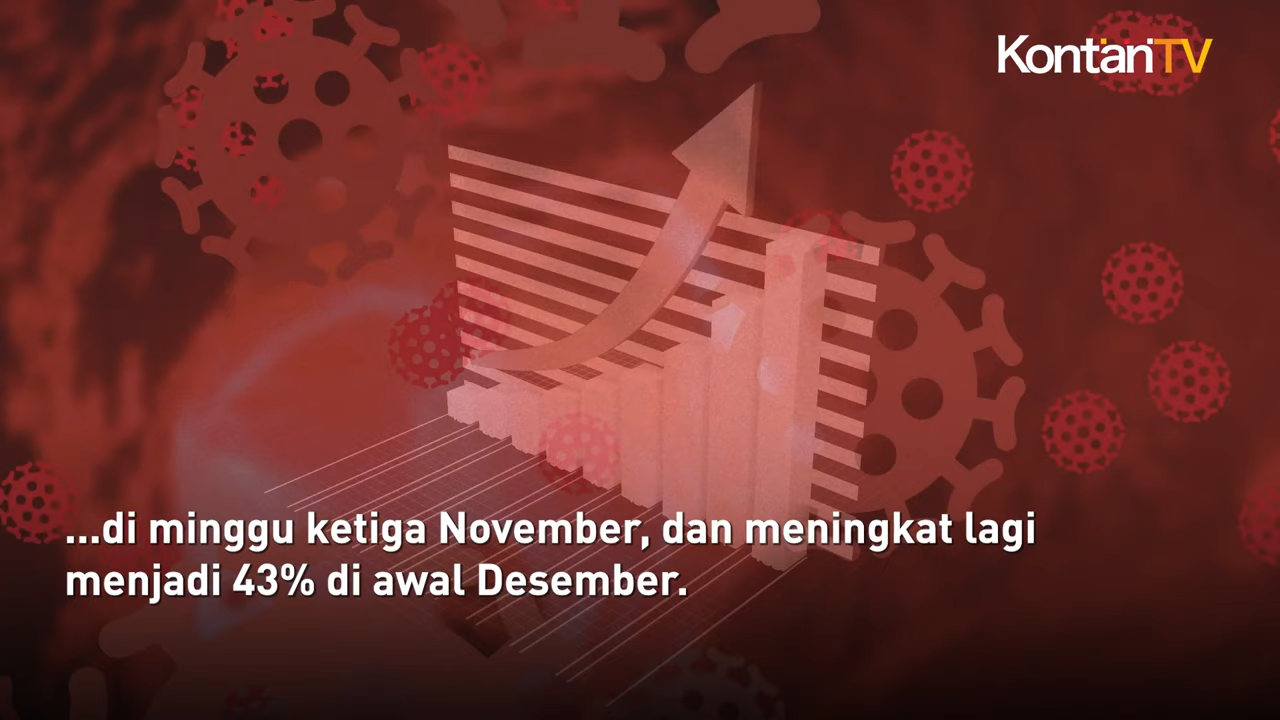 KontanTV
...di minggu ketiga November, dan meningkat lagi
menjadi 43% di awal Desember.